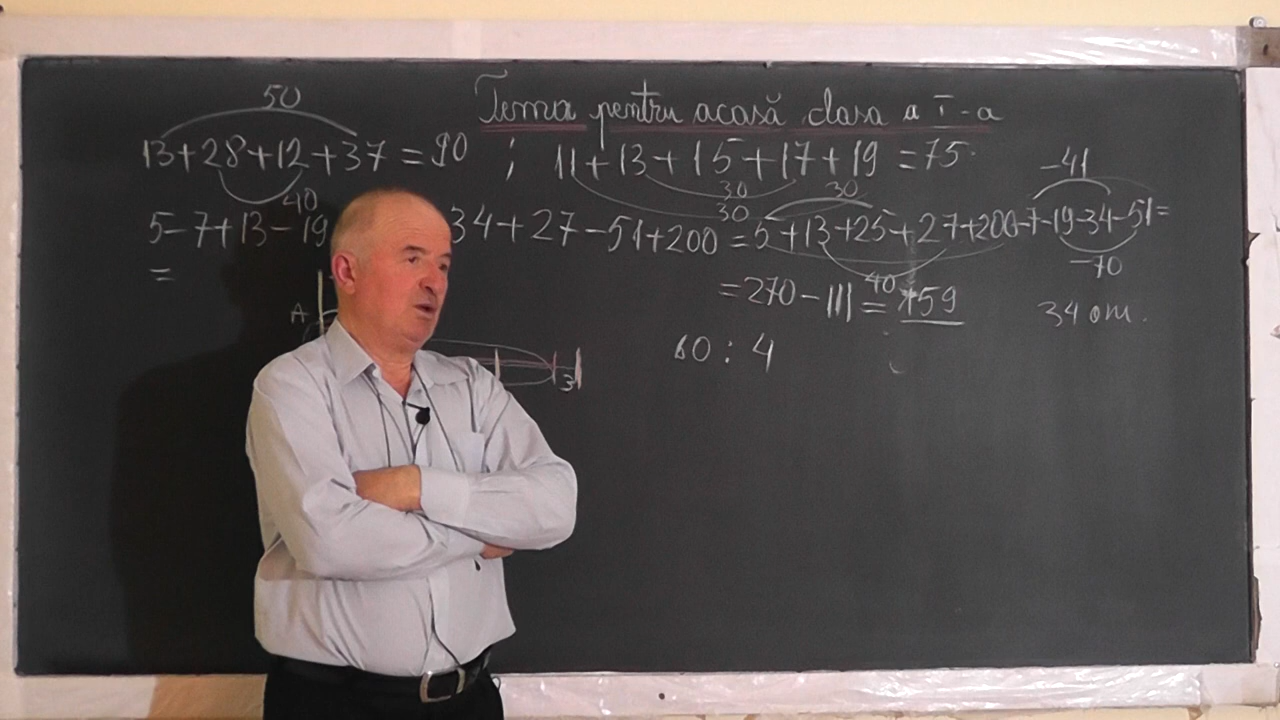 Tema pentru acasă clasa a I-a
50
13+28+12+37=90 ; 11+13+15+17+19=75.
40 30 30 30 -41
5-7+13-19 34+27-51+200=5+13+25+27+200-7-19-34-51=
40 -70
= =270-111=159 34 om.
A B 60:4